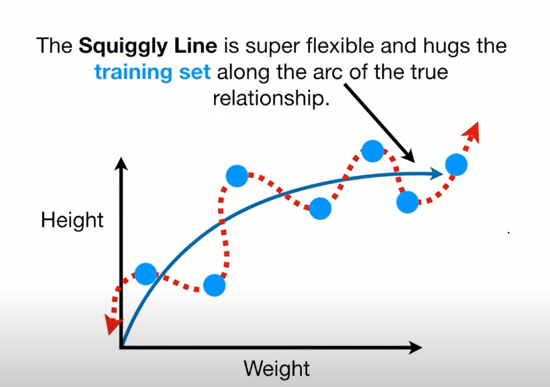 The Squiggly Line is super flexible and hugs the
training set along the arc of the true
relationship.
Height
Weight